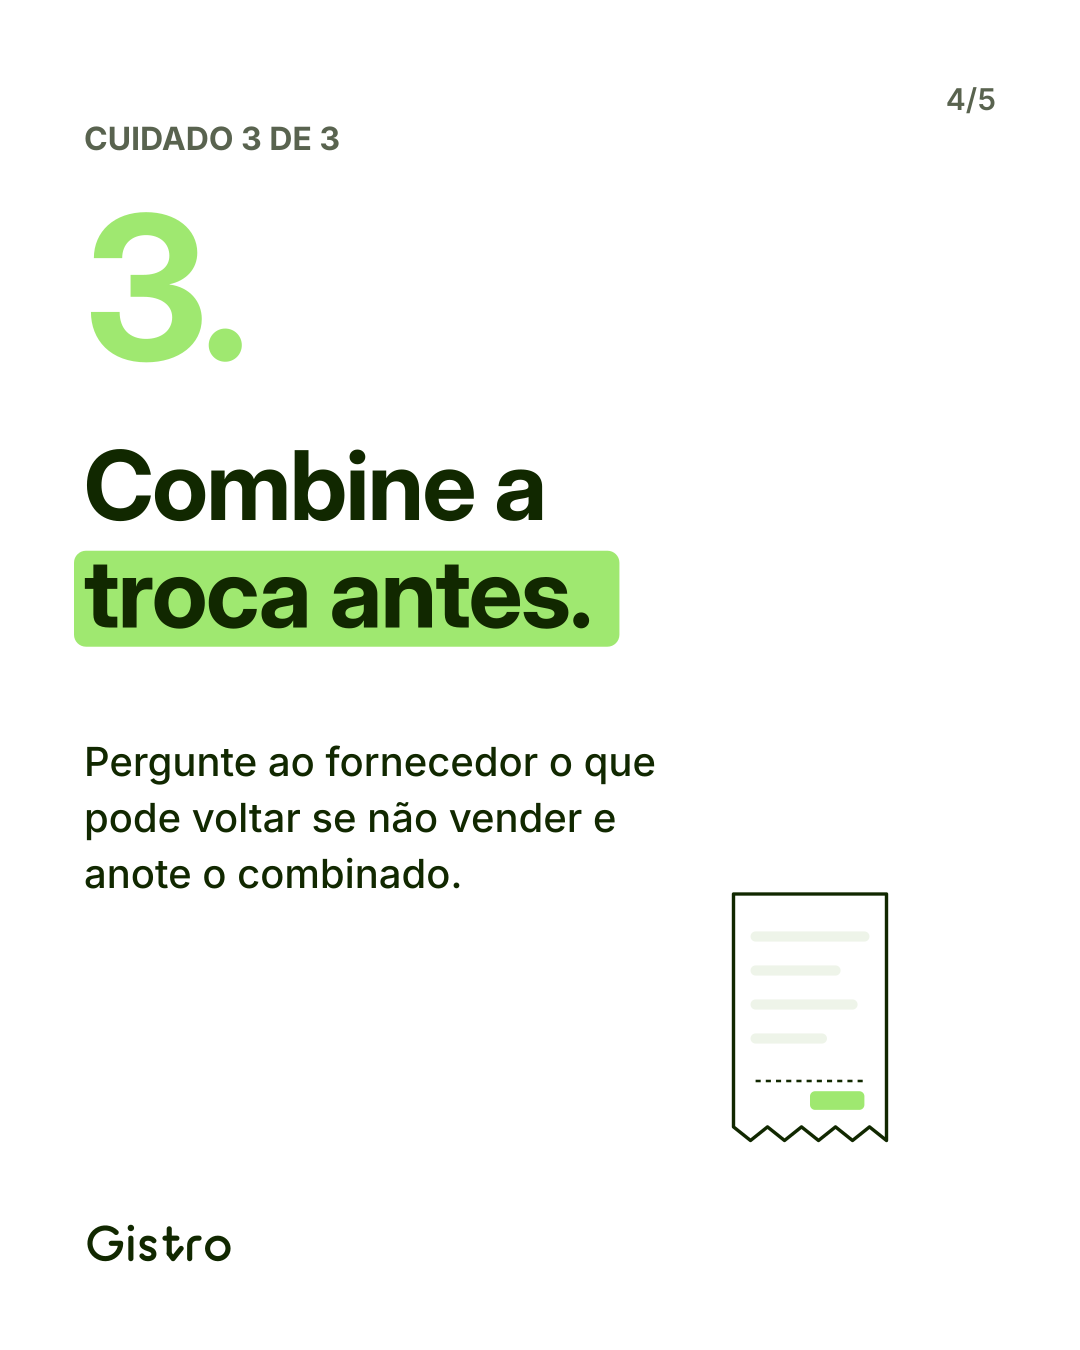 4/5
CUIDADO 3 DE 3
3.
Combine a
troca antes.
Pergunte ao fornecedor o que
pode voltar se não vender e
anote o combinado.
Gistro